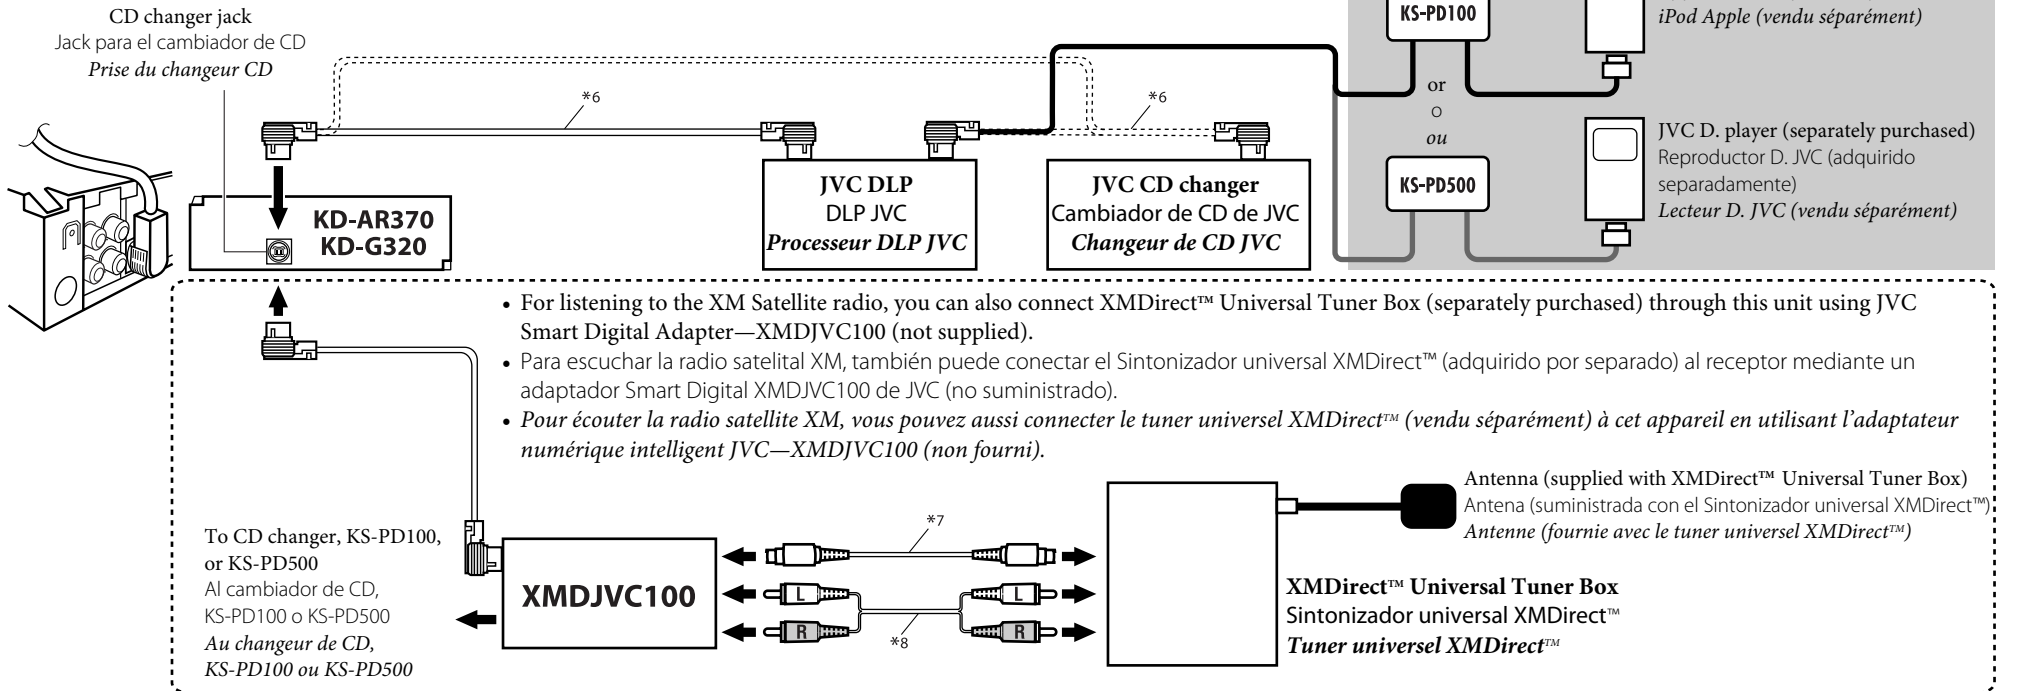 CD changer jack
Jack para el cambiador de CD
Prise du changeur CD
KS-PD100
iPod Apple (vendu séparément)
or
o
ou
*6
*6
JVC D. player (separately purchased)
Reproductor D. JVC (adquirido
separadamente)
Lecteur D. JVC (vendu séparément)
KS-PD500
KD-AR370
KD-G320
JVC DLP
DLP JVC
Processeur DLP JVC
JVC CD changer
Cambiador de CD de JVC
Changeur de CD JVC
• For listening to the XM Satellite radio, you can also connect XMDirect™ Universal Tuner Box (separately purchased) through this unit using JVC
Smart Digital Adapter—XMDJVC100 (not supplied).
• Para escuchar la radio satelital XM, también puede conectar el Sintonizador universal XMDirect™ (adquirido por separado) al receptor mediante un
adaptador Smart Digital XMDJVC100 de JVC (no suministrado).
• Pour écouter la radio satellite XM, vous pouvez aussi connecter le tuner universel XMDirect™ (vendu séparément) à cet appareil en utilisant l'adaptateur
numérique intelligent JVC—XMDJVC100 (non fourni).
Antenna (supplied with XMDirect™ Universal Tuner Box)
Antena (suministrada con el Sintonizador universal XMDirect™)
Antenne (fournie avec le tuner universel XMDirect™)
To CD changer, KS-PD100,
or KS-PD500
Al cambiador de CD,
KS-PD100 o KS-PD500
Au changeur de CD,
KS-PD100 ou KS-PD500
XMDJVC100
*7
L
L
R
R
*8
XMDirect™ Universal Tuner Box
Sintonizador universal XMDirect™
Tuner universel XMDirect™